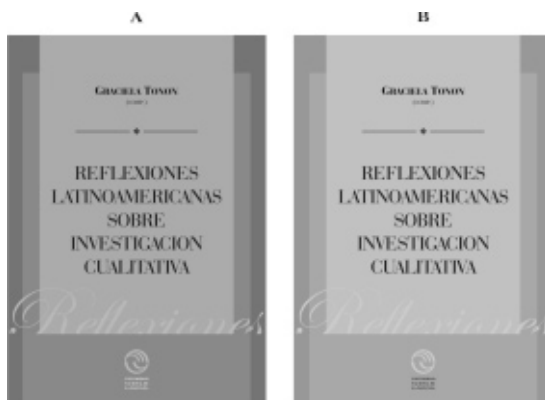 A
GRACIELA TONON
(COMP.)
REFLEXIONES
LATINOAMERICANAS
SOBRE
INVESTIGACION
CUALITATIVA
Reflexiones
B
GRACIELA TONON
(COMP.)
REFLEXIONES
LATINOAMERICANAS
SOBRE
INVESTIGACION
CUALITATIVA
Reflexiones